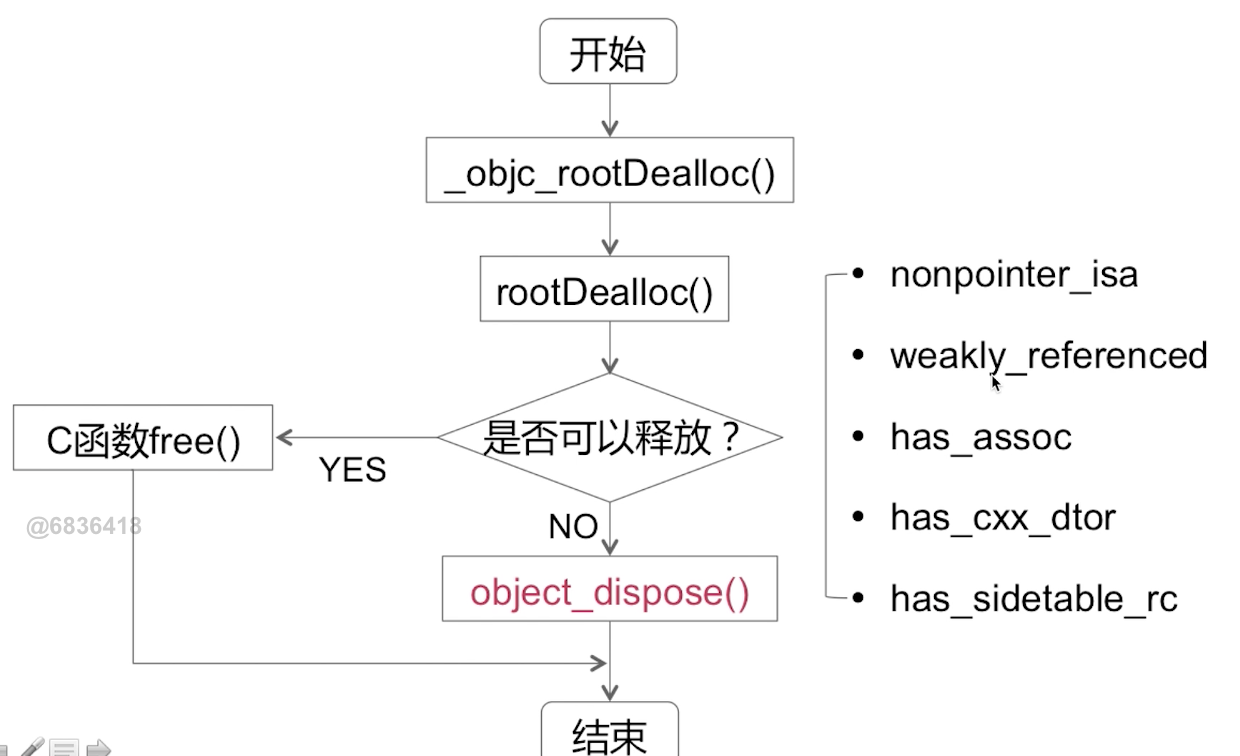 开始
_objc_rootDealloc()
rootDealloc()
是否可以释放？
YES
C函数free()
NO
object_dispose()
结束
• nonpointer_isa
• weakly_referenced
• has_assoc
• has_cxx_dtor
• has_sidetable_rc
@6836418